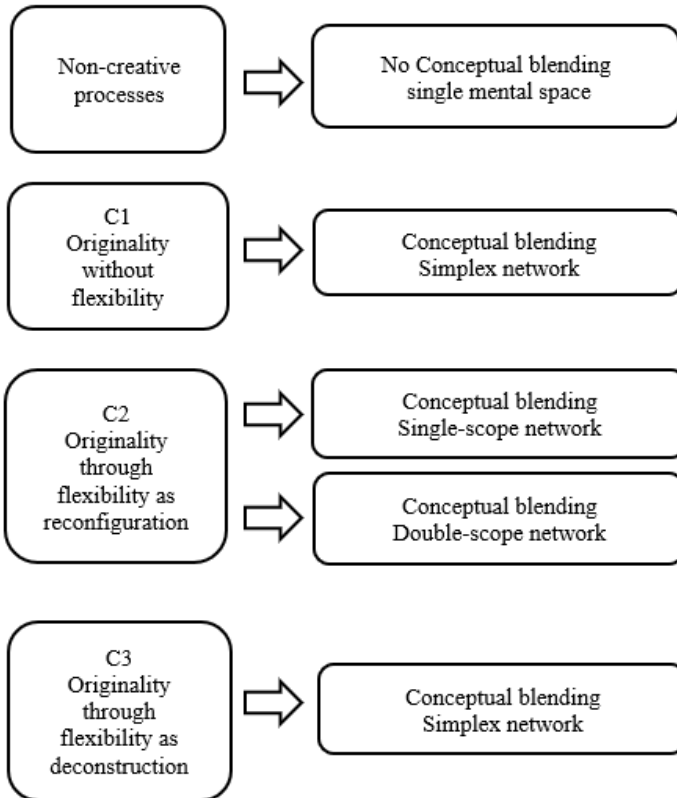 Non-creative
processes
No Conceptual blending
single mental space
C1
Originality
without
flexibility
Conceptual blending
Simplex network
C2
Originality
through
flexibility as
reconfiguration
Conceptual blending
Single-scope network
Conceptual blending
Double-scope network
C3
Originality
through
flexibility as
deconstruction
Conceptual blending
Simplex network